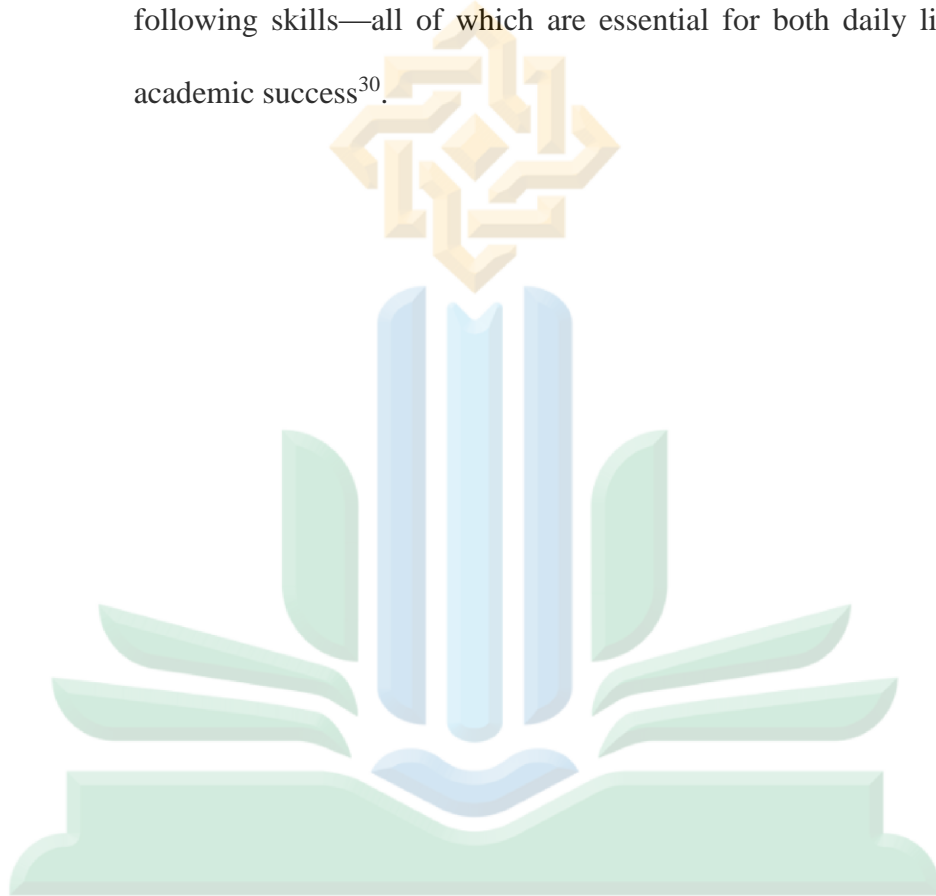 following skills—all of which are essential for both daily li
academic success³⁰.